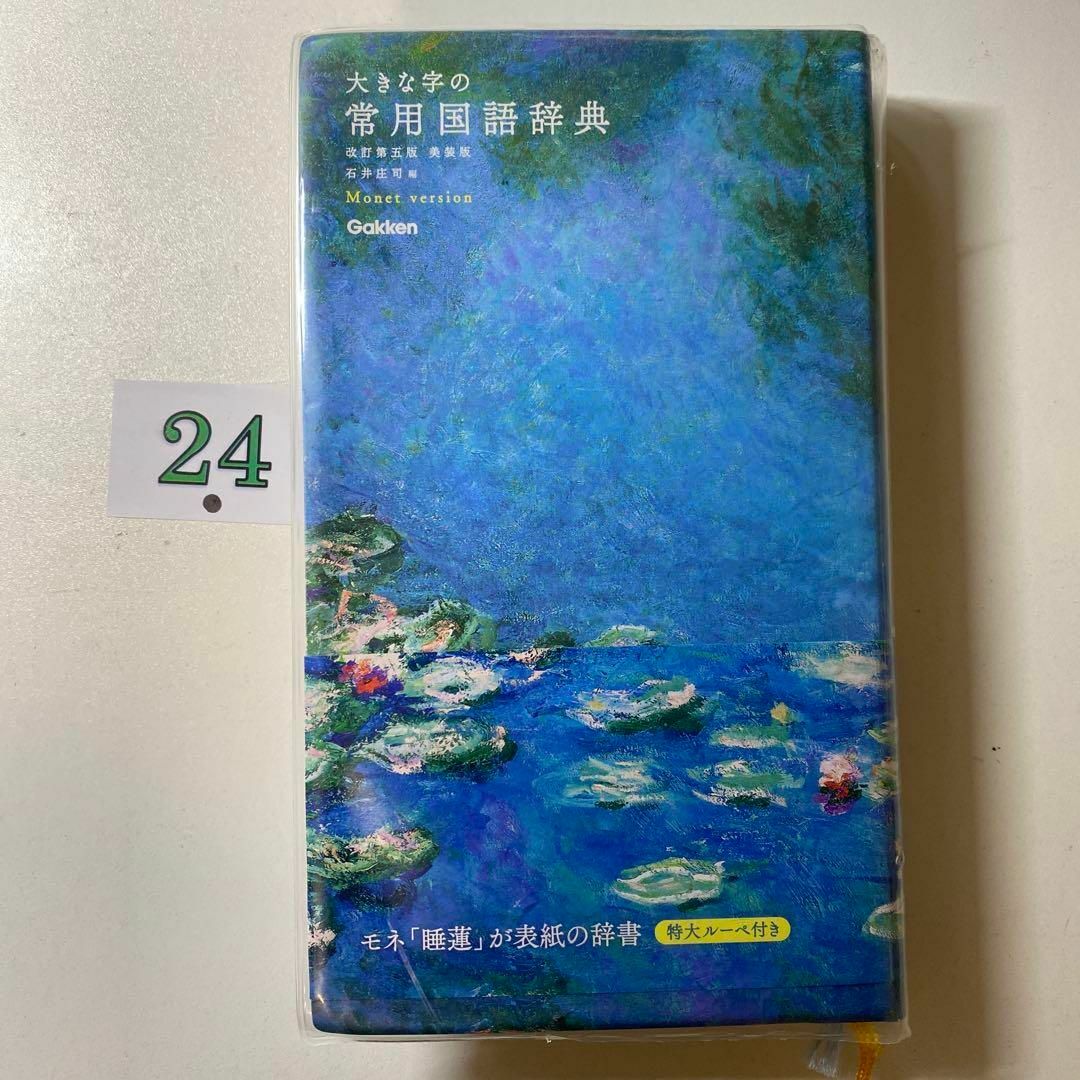 大きな字の
常用国語辞典
改訂第五版 美装版
石井庄司 編
Monet version
Gakken
24
モネ「睡蓮」が表紙の辞書
特大ルーペ付き